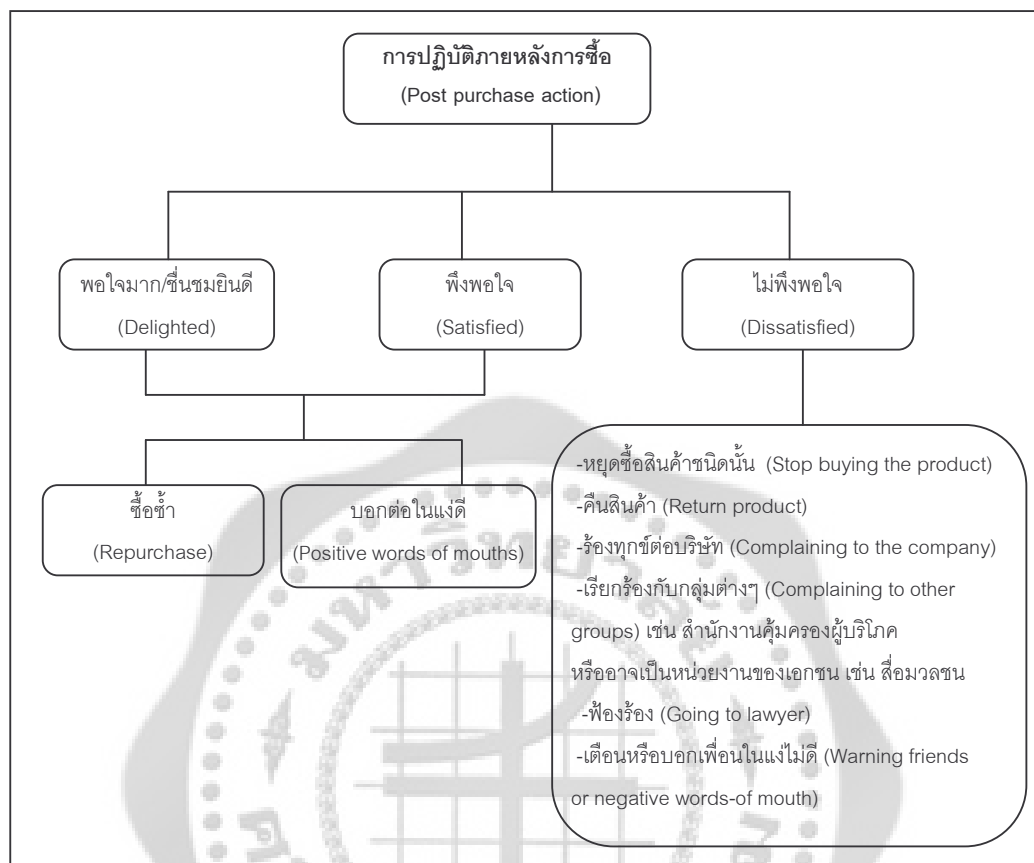 การปฏิบัติภายหลังการซื้อ
(Post purchase action)
พอใจมาก/ชื่นชมยินดี
(Delighted)
พึงพอใจ
(Satisfied)
ไม่พึงพอใจ
(Dissatisfied)
ซื้อซ้ำ
(Repurchase)
บอกต่อในแง่ดี
(Positive words of mouths)
-หยุดซื้อสินค้าชนิดนั้น (Stop buying the product)
-คืนสินค้า (Return product)
-ร้องทุกข์ต่อบริษัท (Complaining to the company)
-เรียกร้องกับกลุ่มต่างๆ (Complaining to other
groups) เช่น สำนักงานคุ้มครองผู้บริโภค
หรืออาจเป็นหน่วยงานของเอกชน เช่น สื่อมวลชน
-ฟ้องร้อง (Going to lawyer)
-เตือนหรือบอกเพื่อนในแง่ไม่ดี (Warning friends
or negative words-of mouth)
มหาวิทยาลัย